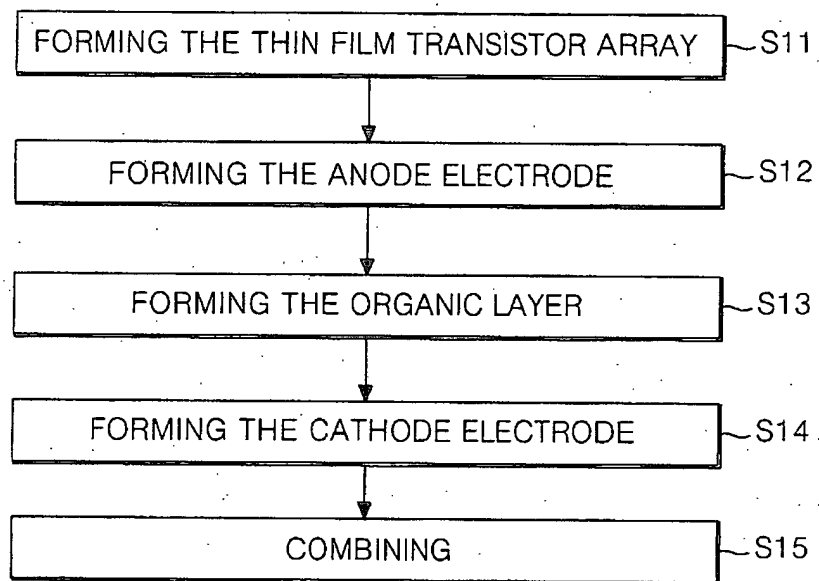 FORMING THE THIN FILM TRANSISTOR ARRAY S11
FORMING THE ANODE ELECTRODE S12
FORMING THE ORGANIC LAYER S13
FORMING THE CATHODE ELECTRODE S14
COMBINING S15